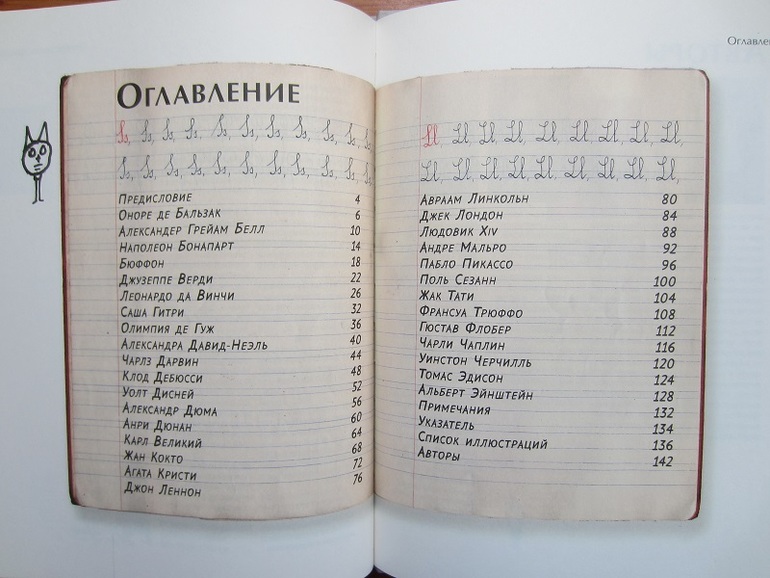 Оглавле
Оглавление
Ss, Ss, Ss, Ss, Ss, Ss, Ss, Ss, Ss, Ss, Ss
Ss, Ss, Ss, Ss, Ss, Ss, Ss, Ss, Ss, Ss, Ss
Предисловие 4
Оноре де Бальзак 6
Александер Грейам Белл 10
Наполеон Бонапарт 14
Бюффон 18
Джузеппе Верди 22
Леонардо да Винчи 26
Саша Гитри 32
Олимпия де Гуж 36
Александра Давид-Неэль 40
Чарлз Дарвин 44
Клод Дебюсси 48
Уолт Дисней 52
Александр Дюма 56
Анри Дюнан 60
Карл Великий 64
Жан Кокто 68
Агата Кристи 72
Джон Леннон 76
Ll, Ll, Ll, Ll, Ll, Ll, Ll, Ll, Ll,
Ll, Ll, Ll, Ll, Ll, Ll, Ll, Ll, Ll,
Авраам Линкольн 80
Джек Лондон 84
Людовик XIV 88
Андре Мальро 92
Пабло Пикассо 96
Поль Сезанн 100
Жак Тати 104
Франсуа Трюффо 108
Гюстав Флобер 112
Чарли Чаплин 116
Уинстон Черчилль 120
Томас Эдисон 124
Альберт Эйнштейн 128
Примечания 132
Указатель 134
Список иллюстраций 136
Авторы 142